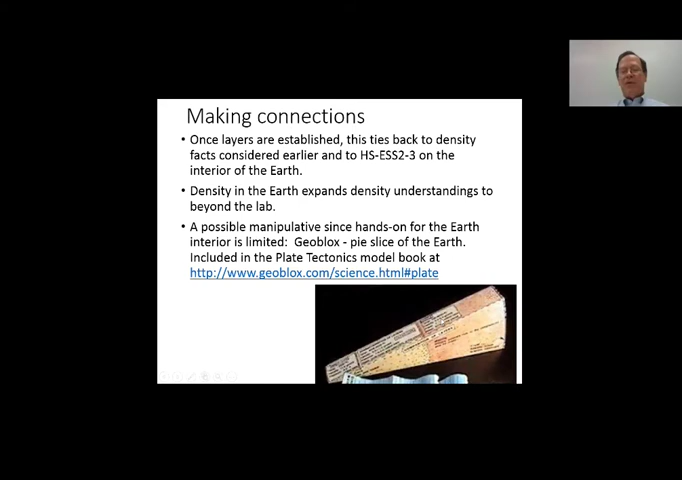 Making connections
• Once layers are established, this ties back to density
facts considered earlier and to HS-ESS2-3 on the
interior of the Earth.
• Density in the Earth expands density understandings to
beyond the lab.
• A possible manipulative since hands-on for the Earth
interior is limited:  Geoblox - pie slice of the Earth.
Included in the Plate Tectonics model book at
http://www.geoblox.com/science.html#plate